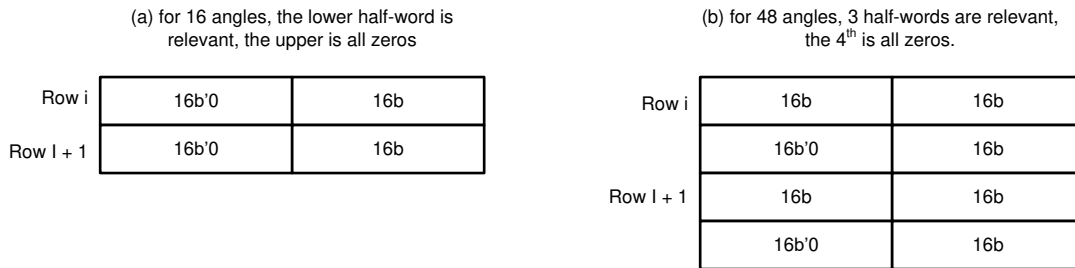 (a) for 16 angles, the lower half-word is
relevant, the upper is all zeros
Row i 16b'0 16b
Row I + 1 16b'0 16b
(b) for 48 angles, 3 half-words are relevant,
the 4th is all zeros.
Row i 16b 16b
16b'0 16b
Row I + 1 16b 16b
16b'0 16b